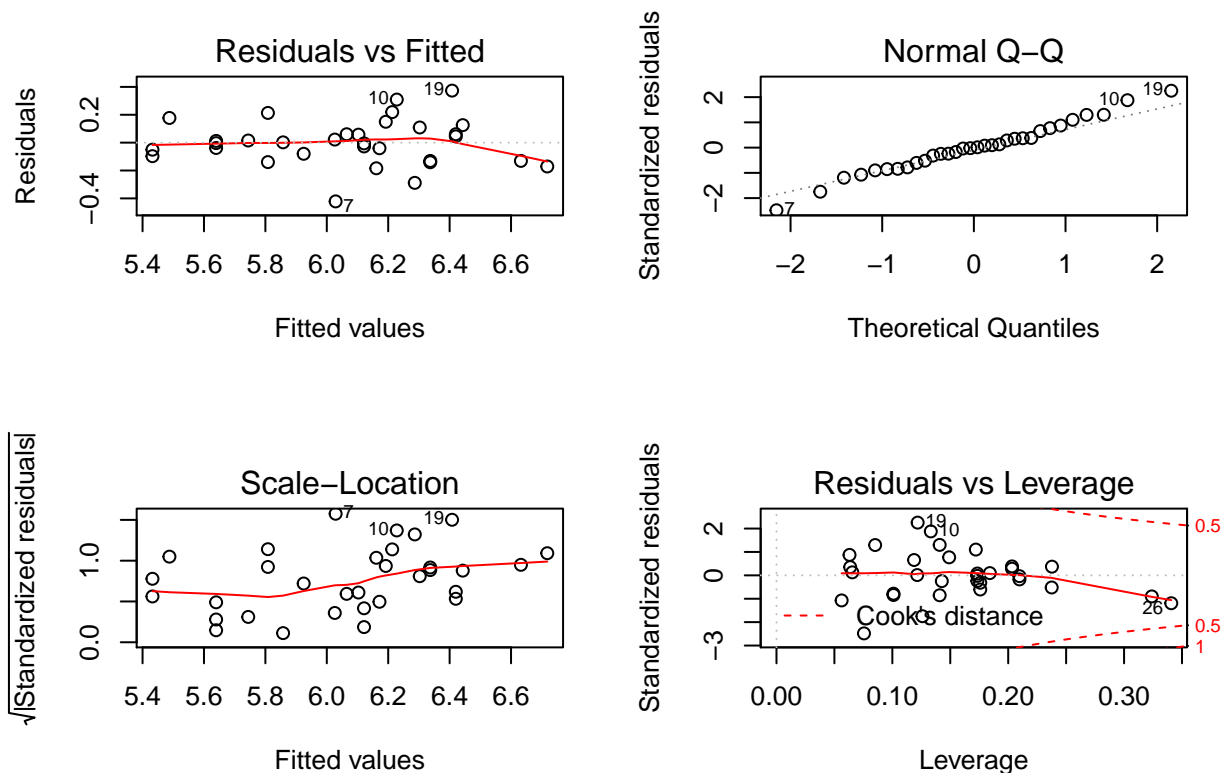 Residuals vs Fitted
Residuals
0.2
−0.4
10
19
7
5.4 5.6 5.8 6.0 6.2 6.4 6.6
Fitted values
Normal Q−Q
Standardized residuals
2
0
−2
10
19
7
−2 −1 0 1 2
Theoretical Quantiles
Scale−Location
√|Standardized residuals|
1.0
0.0
7
10
19
5.4 5.6 5.8 6.0 6.2 6.4 6.6
Fitted values
Residuals vs Leverage
Standardized residuals
2
0
−3
19
10
26
Cook's distance
0.5
0.5
1
0.00 0.10 0.20 0.30
Leverage